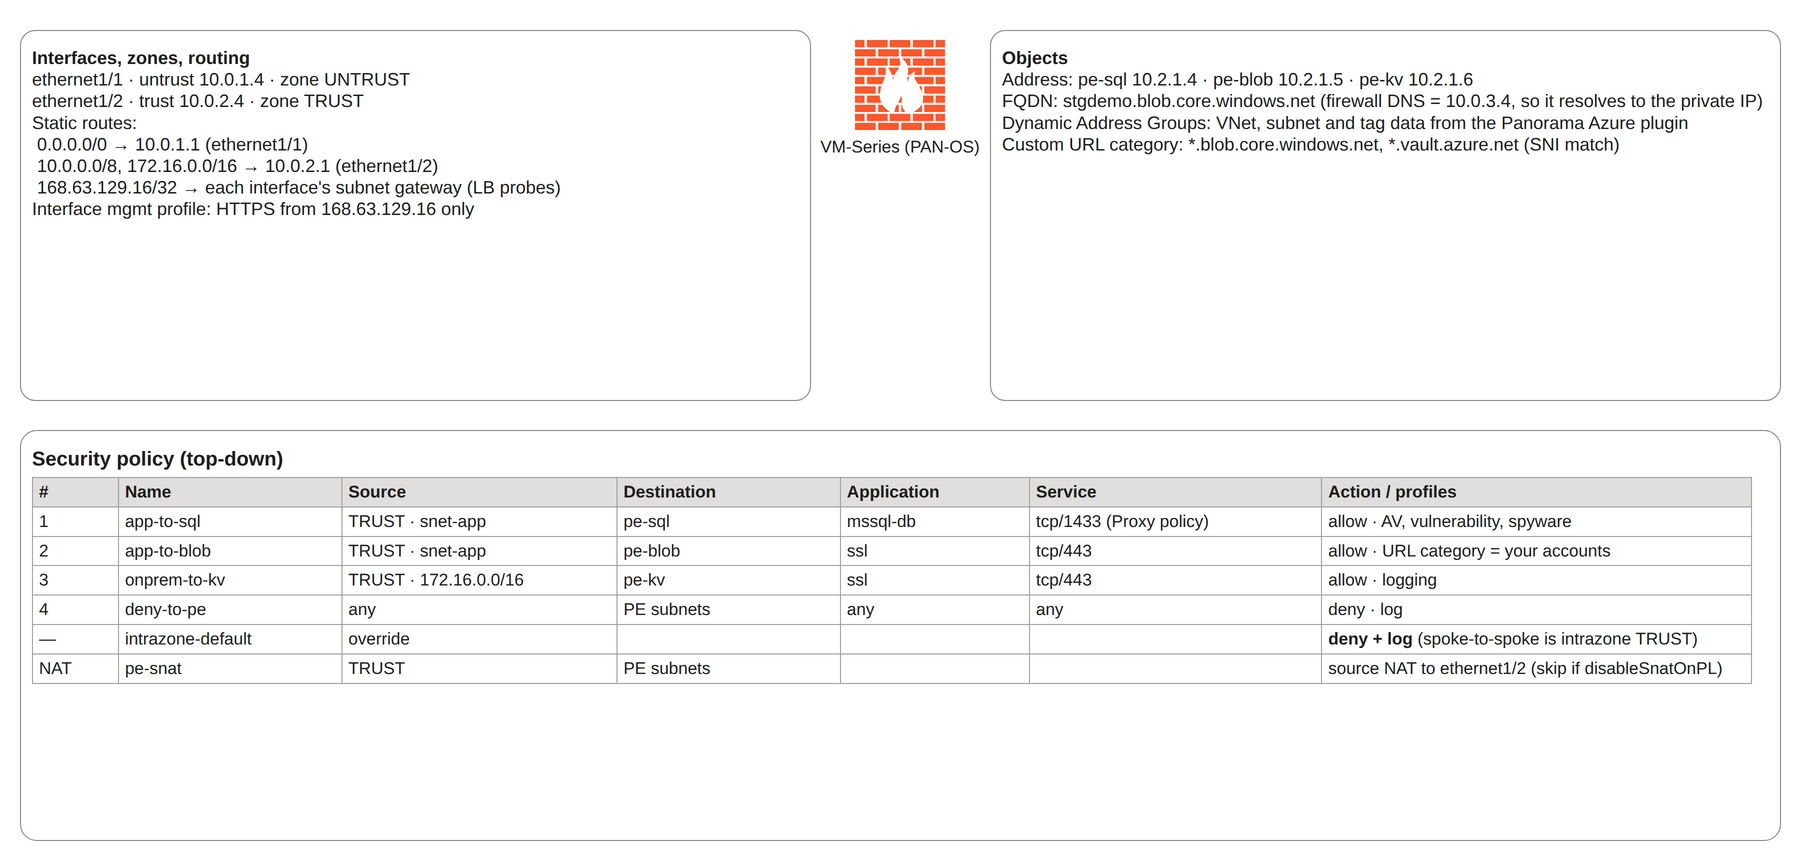 Interfaces, zones, routing
ethernet1/1 · untrust 10.0.1.4 · zone UNTRUST
ethernet1/2 · trust 10.0.2.4 · zone TRUST
Static routes:
0.0.0.0/0 → 10.0.1.1 (ethernet1/1)
10.0.0.0/8, 172.16.0.0/16 → 10.0.2.1 (ethernet1/2)
168.63.129.16/32 → each interface's subnet gateway (LB probes)
Interface mgmt profile: HTTPS from 168.63.129.16 only
VM-Series (PAN-OS)
Objects
Address: pe-sql 10.2.1.4 · pe-blob 10.2.1.5 · pe-kv 10.2.1.6
FQDN: stgdemo.blob.core.windows.net (firewall DNS = 10.0.3.4, so it resolves to the private IP)
Dynamic Address Groups: VNet, subnet and tag data from the Panorama Azure plugin
Custom URL category: *.blob.core.windows.net, *.vault.azure.net (SNI match)
Security policy (top-down)
# Name Source Destination Application Service Action / profiles
1 app-to-sql TRUST · snet-app pe-sql mssql-db tcp/1433 (Proxy policy) allow · AV, vulnerability, spyware
2 app-to-blob TRUST · snet-app pe-blob ssl tcp/443 allow · URL category = your accounts
3 onprem-to-kv TRUST · 172.16.0.0/16 pe-kv ssl tcp/443 allow · logging
4 deny-to-pe any PE subnets any any deny · log
— intrazone-default override deny + log (spoke-to-spoke is intrazone TRUST)
NAT pe-snat TRUST PE subnets source NAT to ethernet1/2 (skip if disableSnatOnPL)